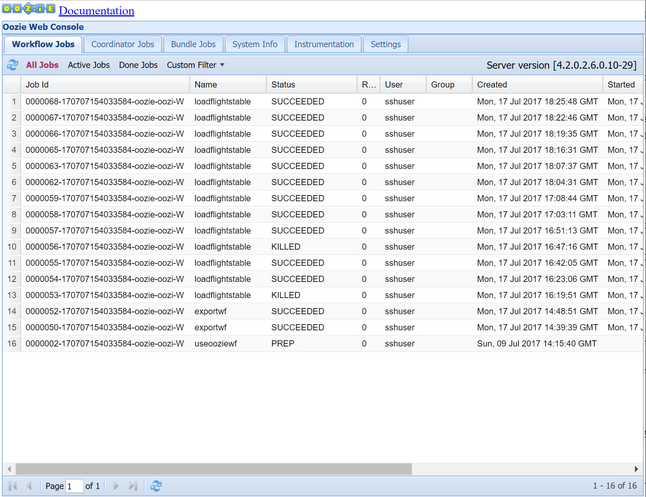 OOZIE Documentation
Oozie Web Console
Workflow Jobs Coordinator Jobs Bundle Jobs System Info Instrumentation Settings
All Jobs Active Jobs Done Jobs Custom Filter Server version [4.2.0.2.6.0.10-29]
Job Id Name Status R... User Group Created Started
1 0000068-170707154033584-oozie-oozi-W loadflightstable SUCCEEDED 0 sshuser Mon, 17 Jul 2017 18:25:48 GMT Mon, 17
2 0000067-170707154033584-oozie-oozi-W loadflightstable SUCCEEDED 0 sshuser Mon, 17 Jul 2017 18:22:46 GMT Mon, 17
3 0000066-170707154033584-oozie-oozi-W loadflightstable SUCCEEDED 0 sshuser Mon, 17 Jul 2017 18:19:35 GMT Mon, 17
4 0000065-170707154033584-oozie-oozi-W loadflightstable SUCCEEDED 0 sshuser Mon, 17 Jul 2017 18:16:31 GMT Mon, 17
5 0000063-170707154033584-oozie-oozi-W loadflightstable SUCCEEDED 0 sshuser Mon, 17 Jul 2017 18:07:37 GMT Mon, 17
6 0000062-170707154033584-oozie-oozi-W loadflightstable SUCCEEDED 0 sshuser Mon, 17 Jul 2017 18:04:31 GMT Mon, 17
7 0000059-170707154033584-oozie-oozi-W loadflightstable SUCCEEDED 0 sshuser Mon, 17 Jul 2017 17:08:44 GMT Mon, 17
8 0000058-170707154033584-oozie-oozi-W loadflightstable SUCCEEDED 0 sshuser Mon, 17 Jul 2017 17:03:11 GMT Mon, 17
9 0000057-170707154033584-oozie-oozi-W loadflightstable SUCCEEDED 0 sshuser Mon, 17 Jul 2017 16:51:13 GMT Mon, 17
10 0000056-170707154033584-oozie-oozi-W loadflightstable KILLED 0 sshuser Mon, 17 Jul 2017 16:47:16 GMT Mon, 17
11 0000055-170707154033584-oozie-oozi-W loadflightstable SUCCEEDED 0 sshuser Mon, 17 Jul 2017 16:42:05 GMT Mon, 17
12 0000054-170707154033584-oozie-oozi-W loadflightstable SUCCEEDED 0 sshuser Mon, 17 Jul 2017 16:23:06 GMT Mon, 17
13 0000053-170707154033584-oozie-oozi-W loadflightstable KILLED 0 sshuser Mon, 17 Jul 2017 16:19:51 GMT Mon, 17
14 0000052-170707154033584-oozie-oozi-W exportwf SUCCEEDED 0 sshuser Mon, 17 Jul 2017 14:48:51 GMT Mon, 17
15 0000050-170707154033584-oozie-oozi-W exportwf SUCCEEDED 0 sshuser Mon, 17 Jul 2017 14:39:39 GMT Mon, 17
16 0000002-170707154033584-oozie-oozi-W useooziewf PREP 0 sshuser Sun, 09 Jul 2017 14:15:40 GMT
Page 1 of 1 1 - 16 of 16